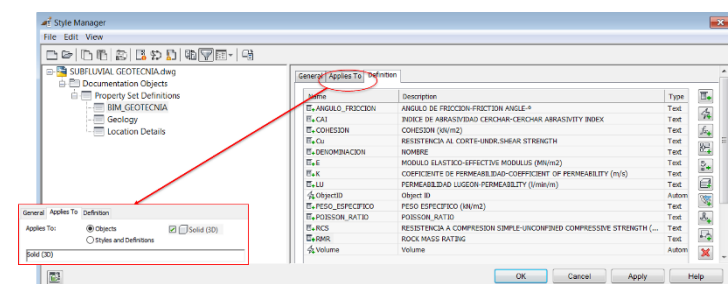 Style Manager
File Edit View
SUBFLUVIAL GEOTECNIA.dwg
Documentation Objects
Property Set Definitions
BIM_GEOTECNIA
Geology
Location Details
General Applies To Definition
Name Description Type
ANGULO_FRICCION ANGULO DE FRICCION-FRICTION ANGLE-º Text
CAI INDICE DE ABRASIVIDAD CERCHAR-CERCHAR ABRASIVITY INDEX Text
COHESION COHESION (kN/m2) Text
Cu RESISTENCIA AL CORTE-UNDR.SHEAR STRENGTH Text
DENOMINACION NOMBRE Text
E MODULO ELASTICO-EFFECTIVE MODULUS (MN/m2) Text
K COEFICIENTE DE PERMEABILIDAD-COEFFICIENT OF PERMEABILITY (m/s) Text
LU PERMEABILIDAD LUGEON-PERMEABILITY (l/min/m) Text
ObjectID Object ID Autom
PESO_ESPECIFICO PESO ESPECIFICO (kN/m2) Text
POISSON_RATIO POISSON_RATIO Text
RCS RESISTENCIA A COMPRESION SIMPLE-UNCONFINED COMPRESSIVE STRENGTH (... Text
RMR ROCK MASS RATING Text
Volume Volume Autom
General Applies To Definition
Applies To: Objects Solid (3D)
Styles and Definitions
Solid (3D)
OK Cancel Apply Help